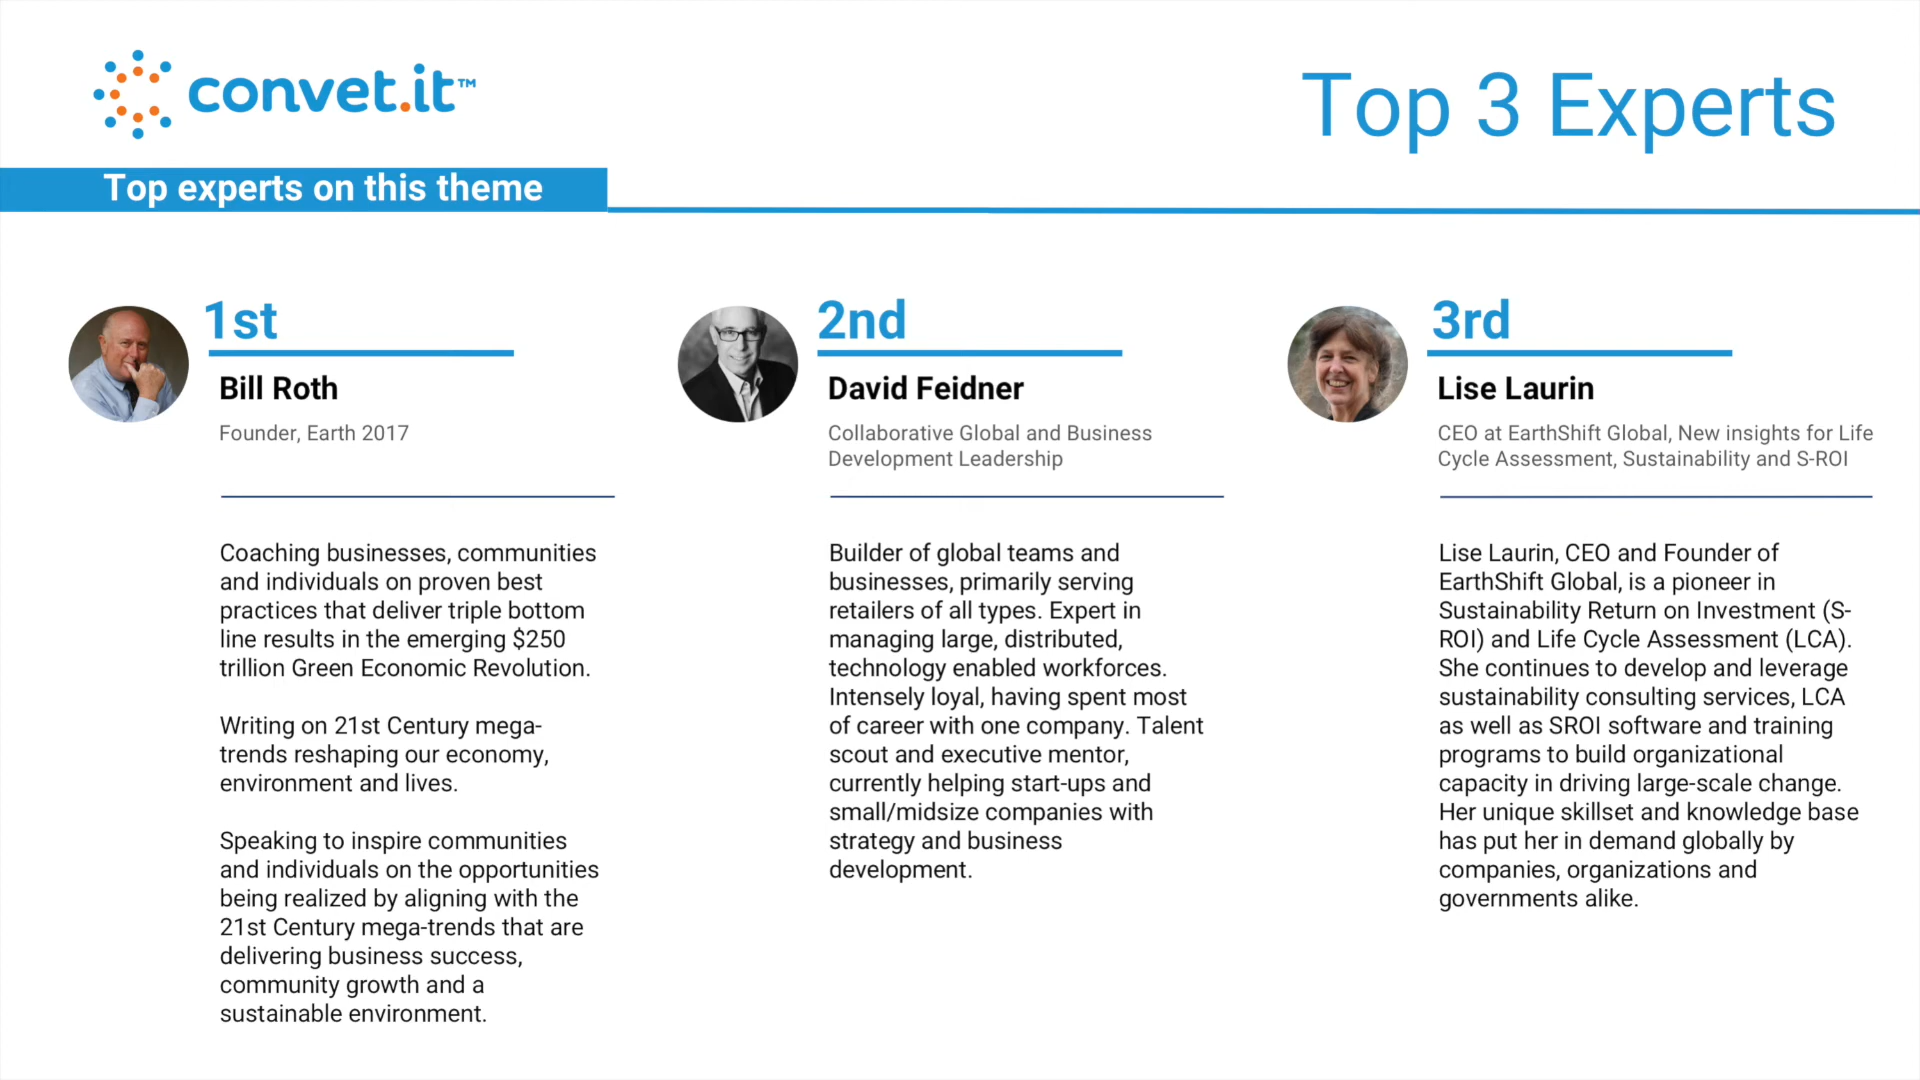 convet.it™
Top 3 Experts
Top experts on this theme
1st
Bill Roth
Founder, Earth 2017
Coaching businesses, communities
and individuals on proven best
practices that deliver triple bottom
line results in the emerging $250
trillion Green Economic Revolution.
Writing on 21st Century mega-
trends reshaping our economy,
environment and lives.
Speaking to inspire communities
and individuals on the opportunities
being realized by aligning with the
21st Century mega-trends that are
delivering business success,
community growth and a
sustainable environment.
2nd
David Feidner
Collaborative Global and Business
Development Leadership
Builder of global teams and
businesses, primarily serving
retailers of all types. Expert in
managing large, distributed,
technology enabled workforces.
Intensely loyal, having spent most
of career with one company. Talent
scout and executive mentor,
currently helping start-ups and
small/midsize companies with
strategy and business
development.
3rd
Lise Laurin
CEO at EarthShift Global, New insights for Life
Cycle Assessment, Sustainability and S-ROI
Lise Laurin, CEO and Founder of
EarthShift Global, is a pioneer in
Sustainability Return on Investment (S-
ROI) and Life Cycle Assessment (LCA).
She continues to develop and leverage
sustainability consulting services, LCA
as well as SROI software and training
programs to build organizational
capacity in driving large-scale change.
Her unique skillset and knowledge base
has put her in demand globally by
companies, organizations and
governments alike.